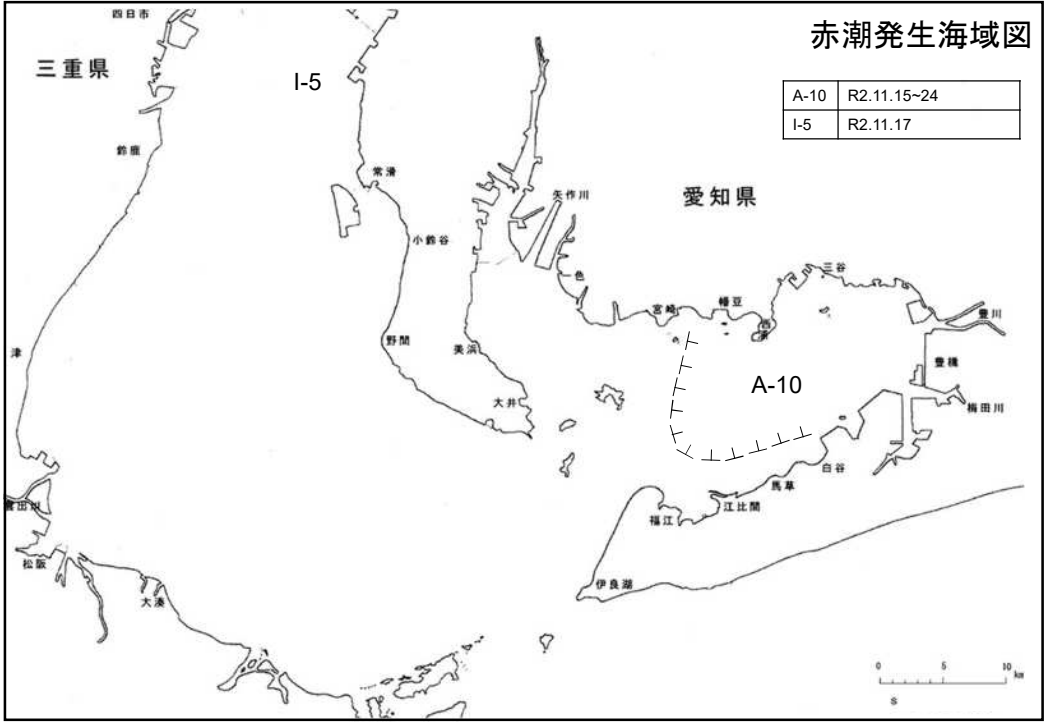 赤潮発生海域図
A-10 R2.11.15~24
I-5 R2.11.17
四日市
三重県
I-5
鈴鹿
常滑
矢作川
愛知県
小鈴谷
一色
三谷
宮崎
幡豆
西浦
豊川
津
野間
美浜
豊橋
A-10
大井
梅田川
白谷
馬草
江比間
福江
松阪
伊良湖
大湊
0 5 10
km
S